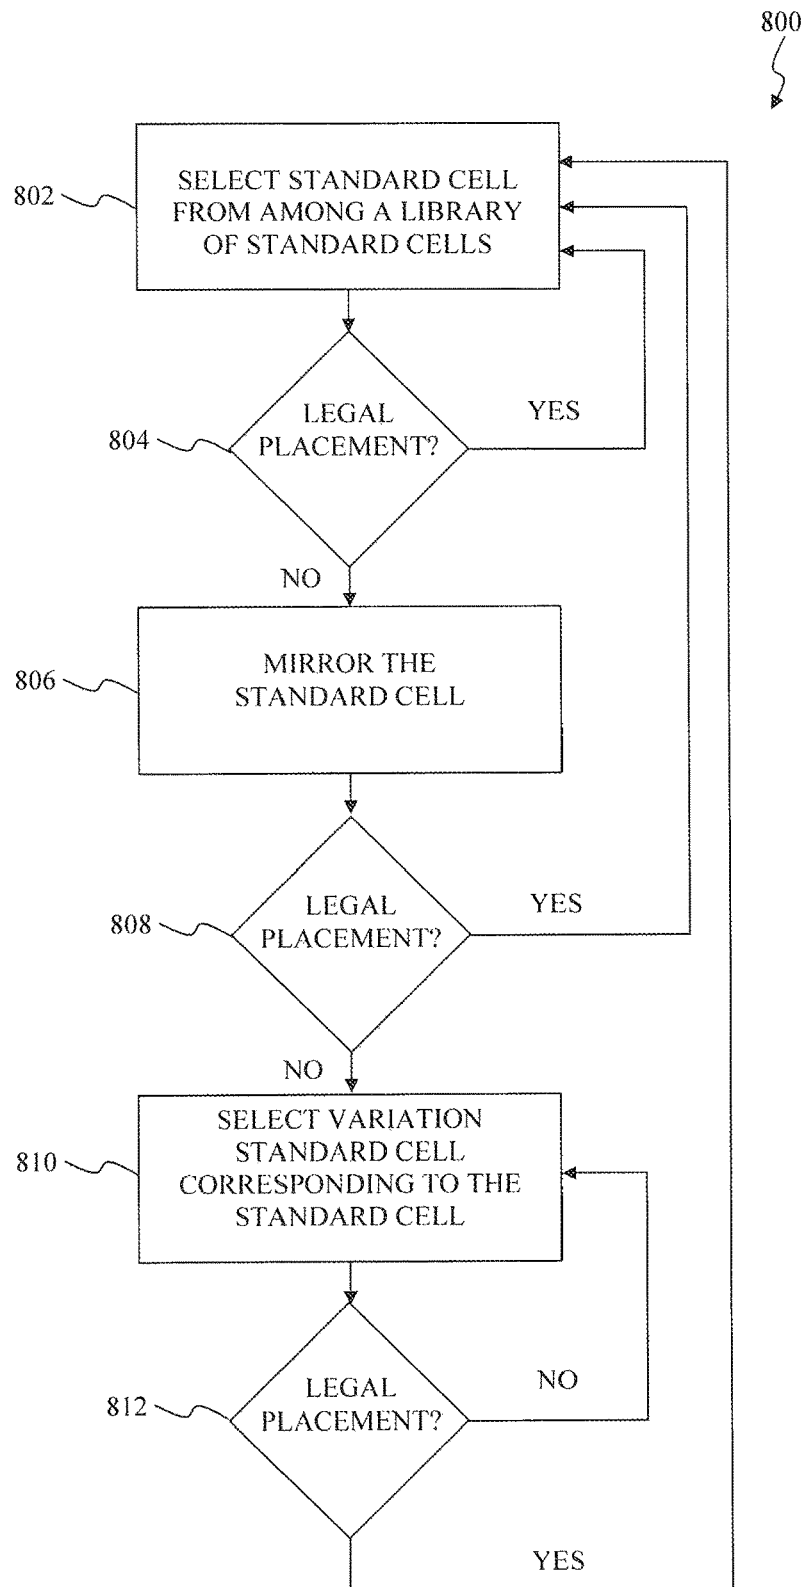 800
802
SELECT STANDARD CELL
FROM AMONG A LIBRARY
OF STANDARD CELLS
804
LEGAL
PLACEMENT?
YES
NO
806
MIRROR THE
STANDARD CELL
808
LEGAL
PLACEMENT?
YES
NO
810
SELECT VARIATION
STANDARD CELL
CORRESPONDING TO THE
STANDARD CELL
812
LEGAL
PLACEMENT?
NO
YES